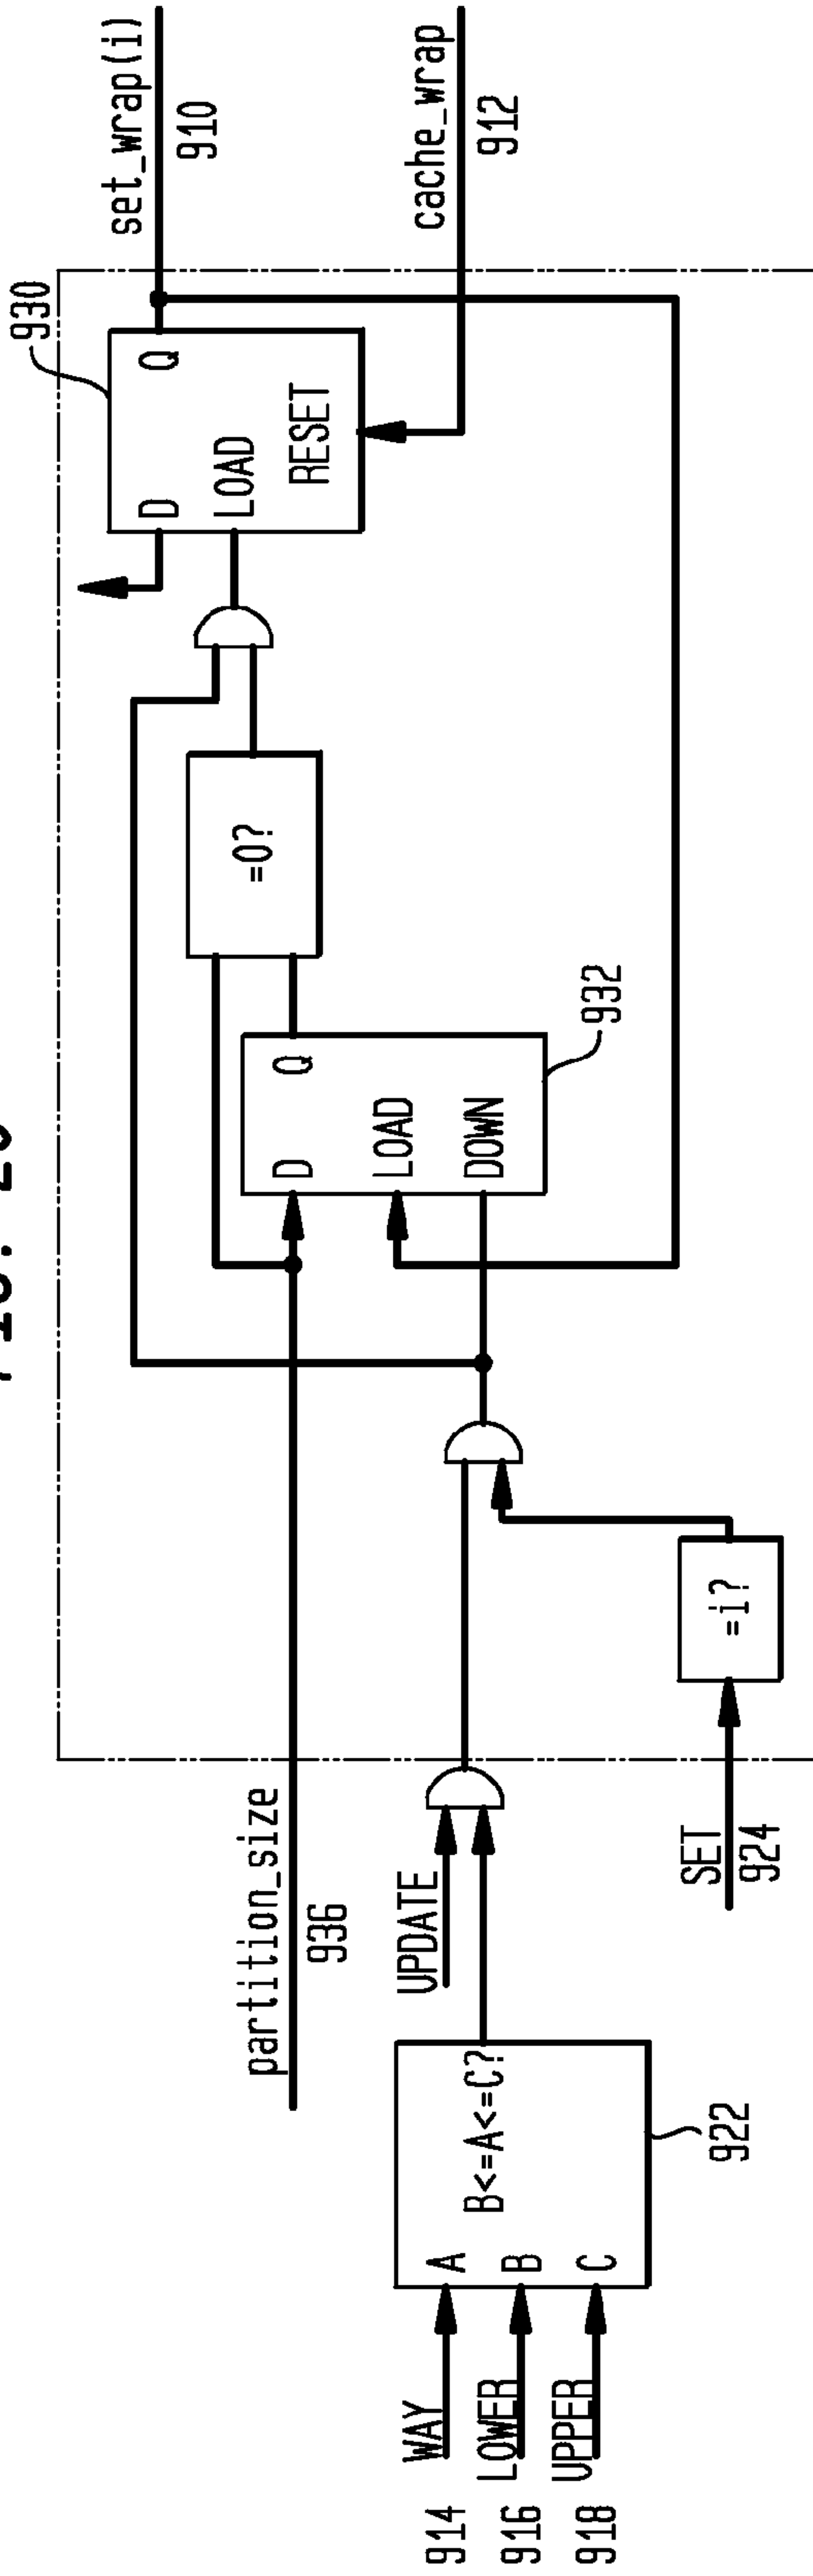 set_wrap(i)
910
cache_wrap
912
930
D
Q
LOAD
RESET
=0?
932
D
Q
LOAD
DOWN
=i?
partition_size
936
UPDATE
SET
924
B<=A<=C?
A
B
C
922
WAY
914
LOWER
916
UPPER
918